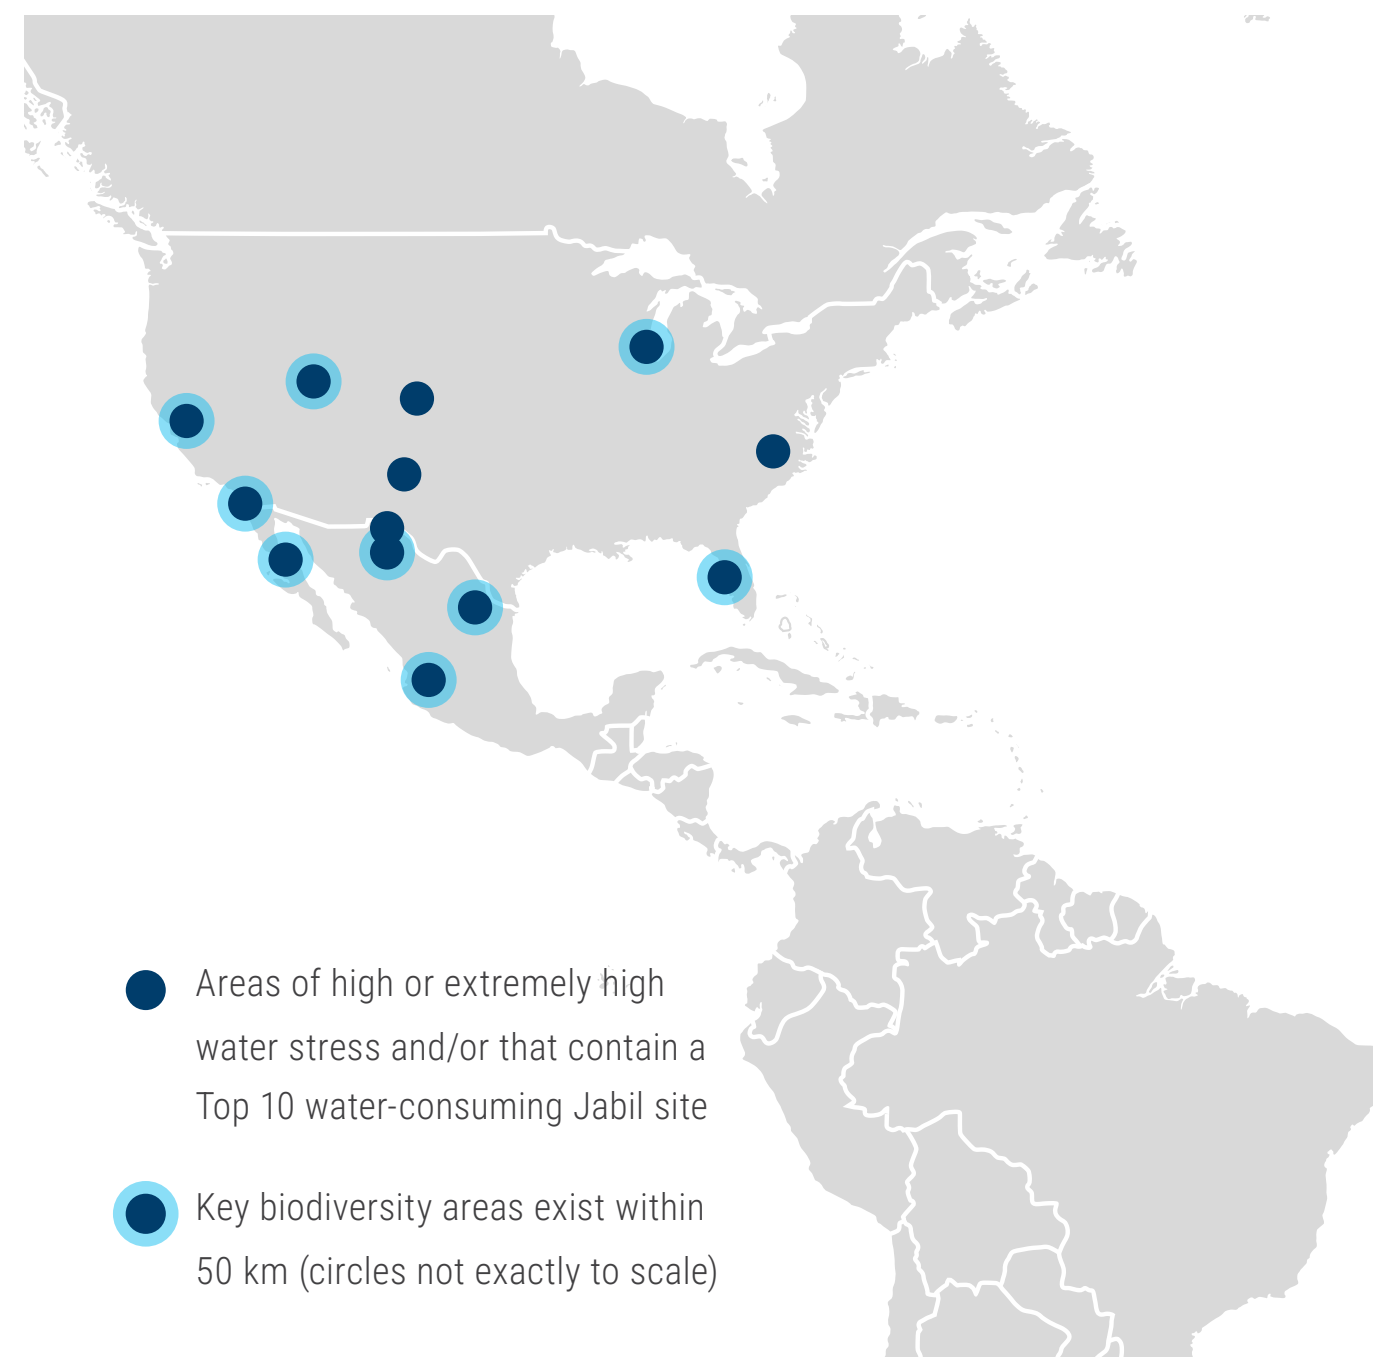 Areas of high or extremely high
water stress and/or that contain a
Top 10 water-consuming Jabil site
Key biodiversity areas exist within
50 km (circles not exactly to scale)